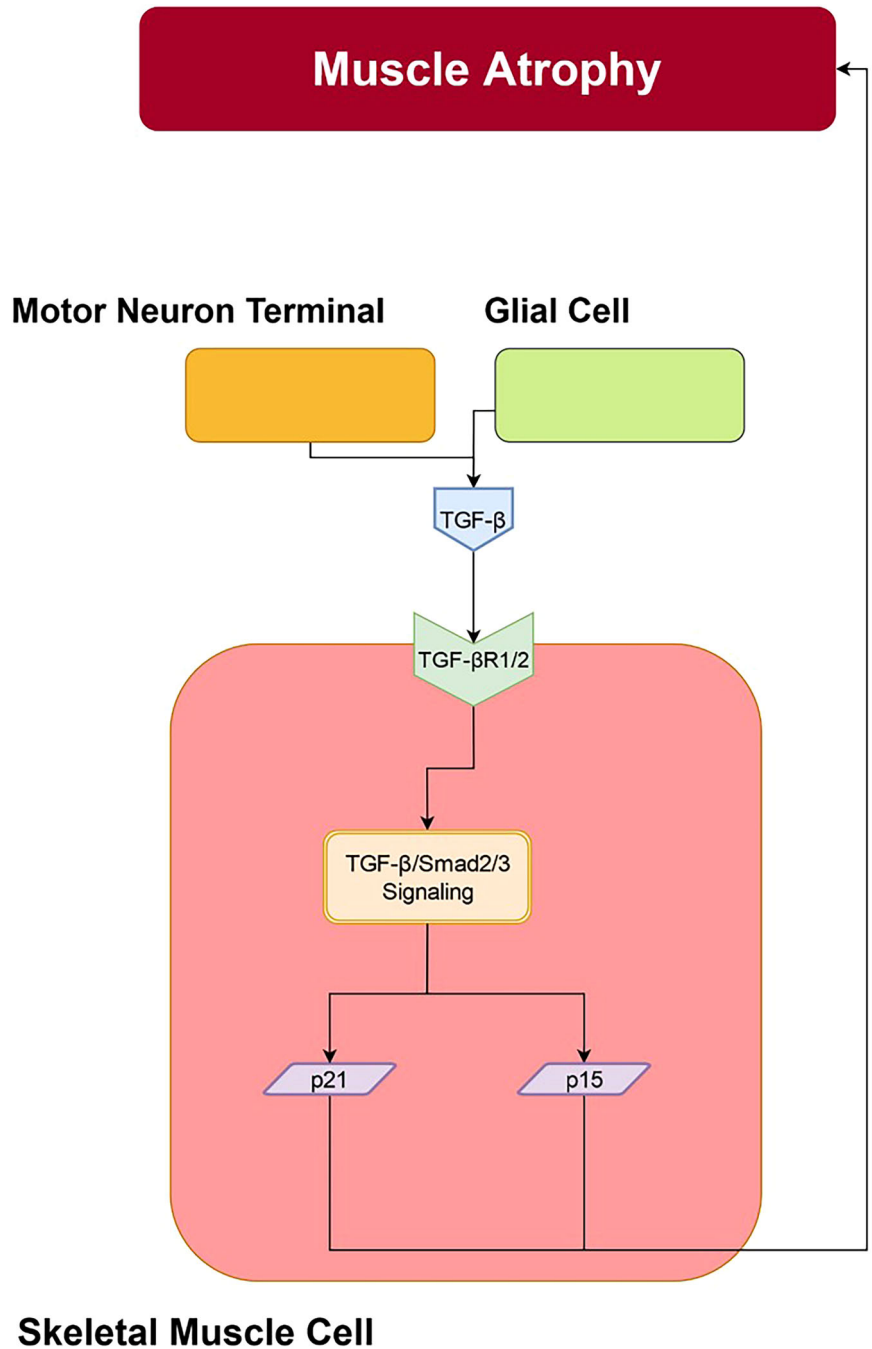 Muscle Atrophy
Motor Neuron Terminal
Glial Cell
TGF-β
TGF-βR1/2
TGF-β/Smad2/3
Signaling
p21
p15
Skeletal Muscle Cell